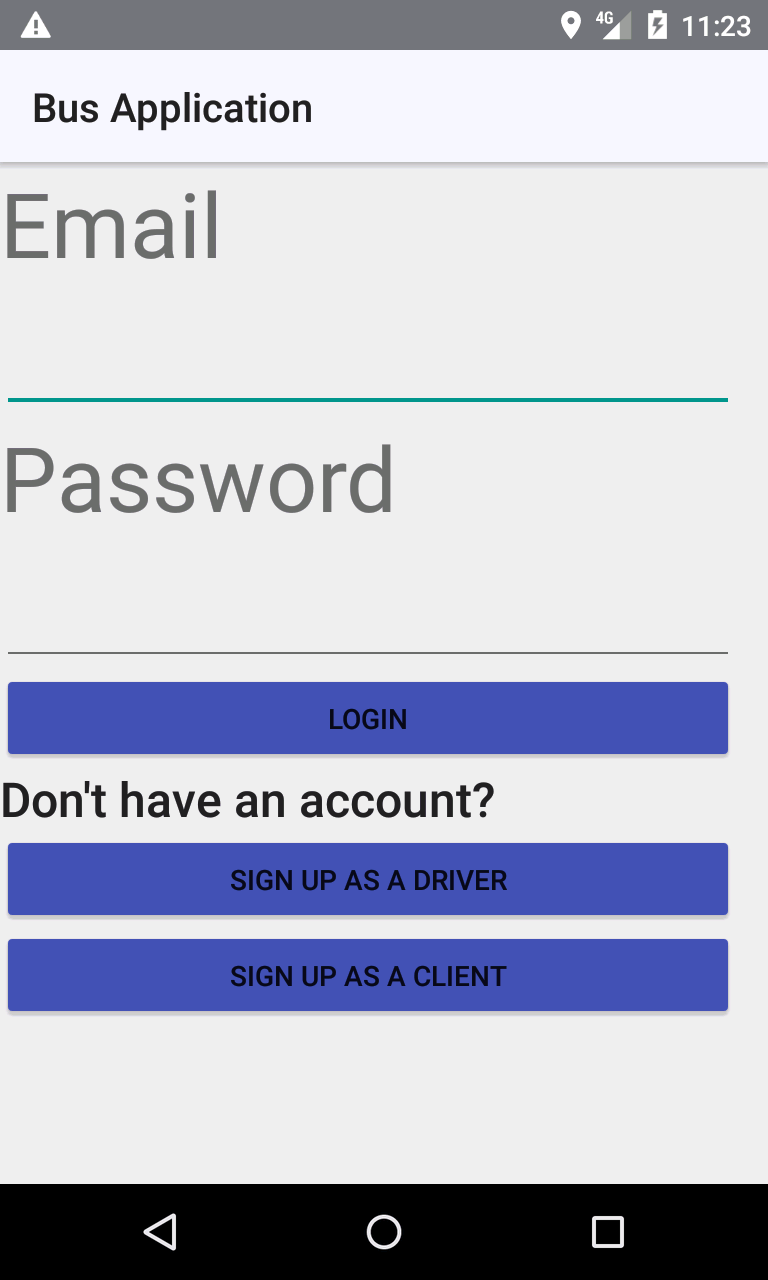 4G 11:23
Bus Application
Email
Password
LOGIN
Don't have an account?
SIGN UP AS A DRIVER
SIGN UP AS A CLIENT